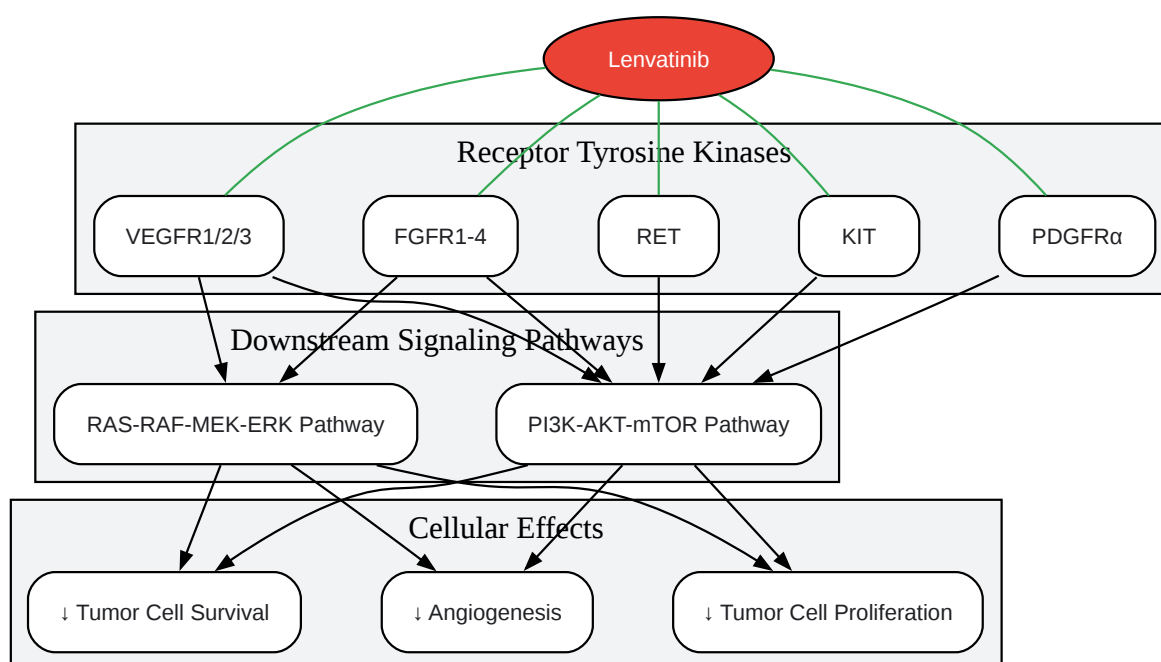 Lenvatinib
Receptor Tyrosine Kinases
VEGFR1/2/3
FGFR1-4
RET
KIT
PDGFRα
Downstream Signaling Pathways
RAS-RAF-MEK-ERK Pathway
PI3K-AKT-mTOR Pathway
Cellular Effects
↓ Tumor Cell Survival
↓ Angiogenesis
↓ Tumor Cell Proliferation